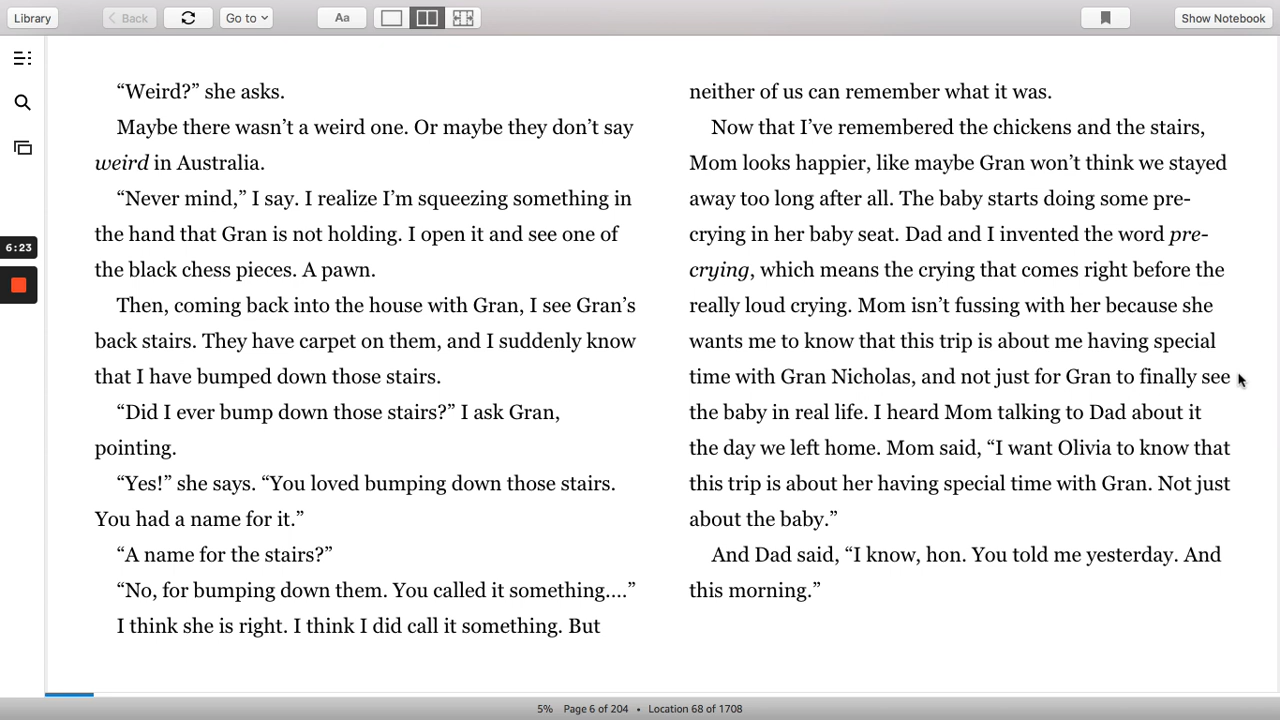 Library
Back
Go to
Aa
Show Notebook
6:23
“Weird?” she asks.
Maybe there wasn’t a weird one. Or maybe they don’t say
weird in Australia.
“Never mind,” I say. I realize I’m squeezing something in
the hand that Gran is not holding. I open it and see one of
the black chess pieces. A pawn.
Then, coming back into the house with Gran, I see Gran’s
back stairs. They have carpet on them, and I suddenly know
that I have bumped down those stairs.
“Did I ever bump down those stairs?” I ask Gran,
pointing.
“Yes!” she says. “You loved bumping down those stairs.
You had a name for it.”
“A name for the stairs?”
“No, for bumping down them. You called it something....”
I think she is right. I think I did call it something. But
neither of us can remember what it was.
Now that I’ve remembered the chickens and the stairs,
Mom looks happier, like maybe Gran won’t think we stayed
away too long after all. The baby starts doing some pre-
crying in her baby seat. Dad and I invented the word pre-
crying, which means the crying that comes right before the
really loud crying. Mom isn’t fussing with her because she
wants me to know that this trip is about me having special
time with Gran Nicholas, and not just for Gran to finally see
the baby in real life. I heard Mom talking to Dad about it
the day we left home. Mom said, “I want Olivia to know that
this trip is about her having special time with Gran. Not just
about the baby.”
And Dad said, “I know, hon. You told me yesterday. And
this morning.”
5% Page 6 of 204 • Location 68 of 1708